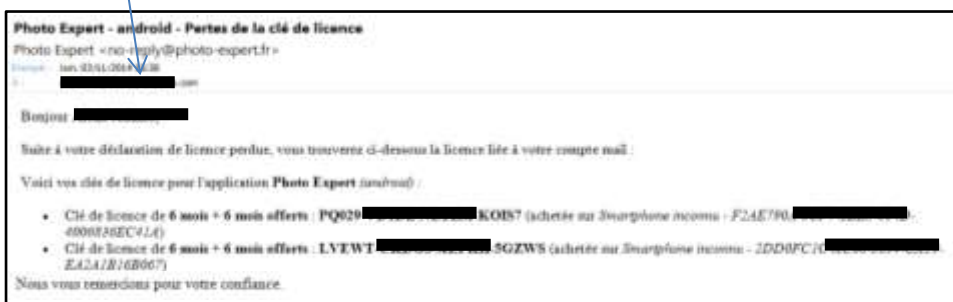 Photo Expert - android - Pertes de la clé de licence
Photo Expert <no-reply@photo-expert.fr>
.com
Bonjour
Suite à votre déclaration de licence perdue, vous trouverez ci-dessous la licence liée à votre compte mail :
Voici vos clés de licence pour l'application Photo Expert (android) :
• Clé de licence de 6 mois + 6 mois offerts : PQ029 KOIS7 (achetée sur Smartphone inconnu - F2AE790
4000836EC41A)
• Clé de licence de 6 mois + 6 mois offerts : LVEWT -5GZWS (achetée sur Smartphone inconnu - 2DD0FC1
EA2A1B16B067)
Nous vous remercions pour votre confiance.